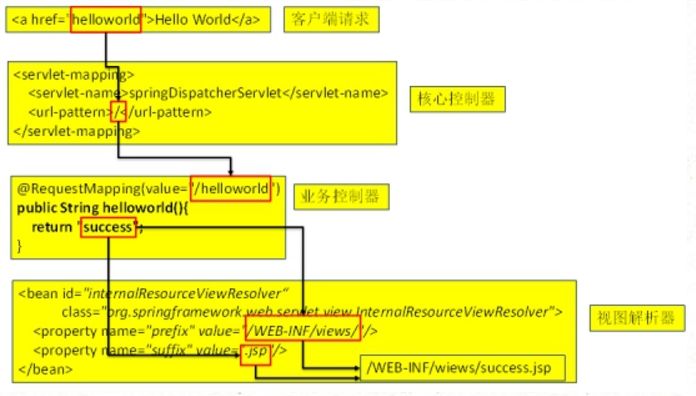 <a href="helloworld">Hello World</a>
客户端请求
<servlet-mapping>
<servlet-name>springDispatcherServlet</servlet-name>
<url-pattern>/</url-pattern>
</servlet-mapping>
核心控制器
@RequestMapping(value="/helloworld")
public String helloworld(){
return "success";
}
业务控制器
<bean id="internalResourceViewResolver"
class="org.springframework.web.servlet.view.InternalResourceViewResolver">
<property name="prefix" value="/WEB-INF/views/"/>
<property name="suffix" value=".jsp"/>
</bean>
视图解析器
/WEB-INF/wiews/success.jsp